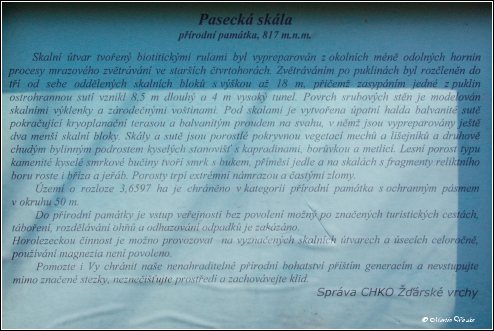 Pasecká skála
přírodní památka, 817 m.n.m.
Skalní útvar tvořený biotitickými rulami byl vypreparován z okolních méně odolných hornin
procesy mrazového zvětrávání ve starších čtvrtohorách. Zvětráváním po puklinách byl rozčleněn do
tří od sebe oddělených skalních bloků s výškou až 18 m, přičemž zasypáním jedné z puklin
ostrohrannou sutí vznikl 8,5 m dlouhý a 4 m vysoký tunel. Povrch srubových stěn je modelován
skalními výklenky a zárodečnými voštinami. Pod skalami je vytvořena úpatní halda balvanité sutě
pokračující kryoplanační terasou a balvanitým proudem na svahu, v němž jsou vypreparovány ještě
dva menší skalní bloky. Skály a sutě jsou porostlé pokryvnou vegetací mechů a lišejníků a druhově
chudým bylinným podrostem kyselých stanovišť s kapradinami, borůvkou a metlicí. Lesní porost typu
kamenité kyselé smrkové bučiny tvoří smrk s bukem, příměsí jedle a na skalách s fragmenty reliktního
boru roste i bříza a jeřáb. Porosty trpí extrémní námrazou a častými zlomy.
Území o rozloze 3,6597 ha je chráněno v kategorii přírodní památka s ochranným pásmem
v okruhu 50 m.
Do přírodní památky je vstup veřejnosti bez povolení možný po značených turistických cestách,
táboření, rozdělávání ohňů a odhazování odpadků je zakázáno.
Horolezeckou činnost je možno provozovat na vyznačených skalních útvarech a úsecích celoročně,
používání magnezia není povoleno.
Pomozte i Vy chránit naše nenahraditelné přírodní bohatství příštím generacím a nevstupujte
mimo značené stezky, neznečišťujte prostředí a zachovávejte klid.
Správa CHKO Žďárské vrchy